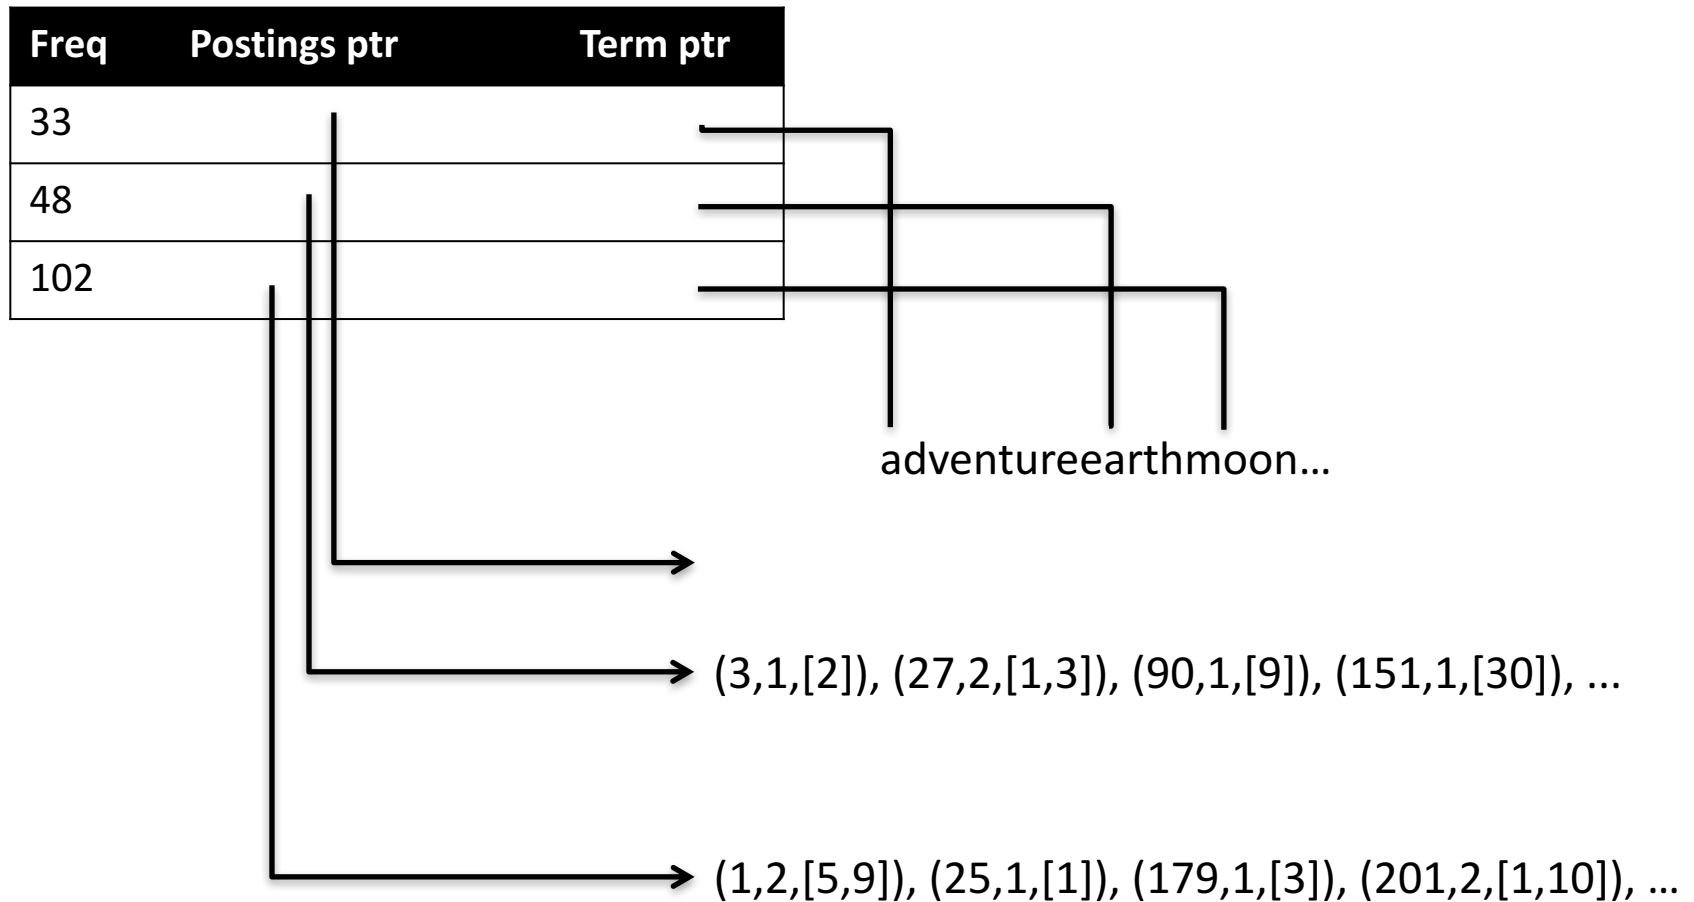 Freq Postings ptr Term ptr
33
48
102
adventureearthmoon…
(3,1,[2]), (27,2,[1,3]), (90,1,[9]), (151,1,[30]), ...
(1,2,[5,9]), (25,1,[1]), (179,1,[3]), (201,2,[1,10]), …